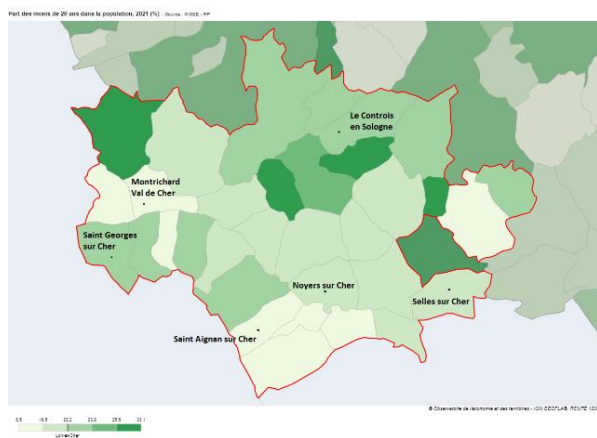 Part des moins de 20 ans dans la population, 2021 (%) - Source : INSEE - RP
Le Controis
en Sologne
Montrichard
Val de Cher
Saint Georges
sur Cher
Noyers sur Cher
Selles sur Cher
Saint Aignan sur Cher
© Observatoire de l'économie et des territoires - IGN GEOFLAB, ROUTE
Loir-et-Cher